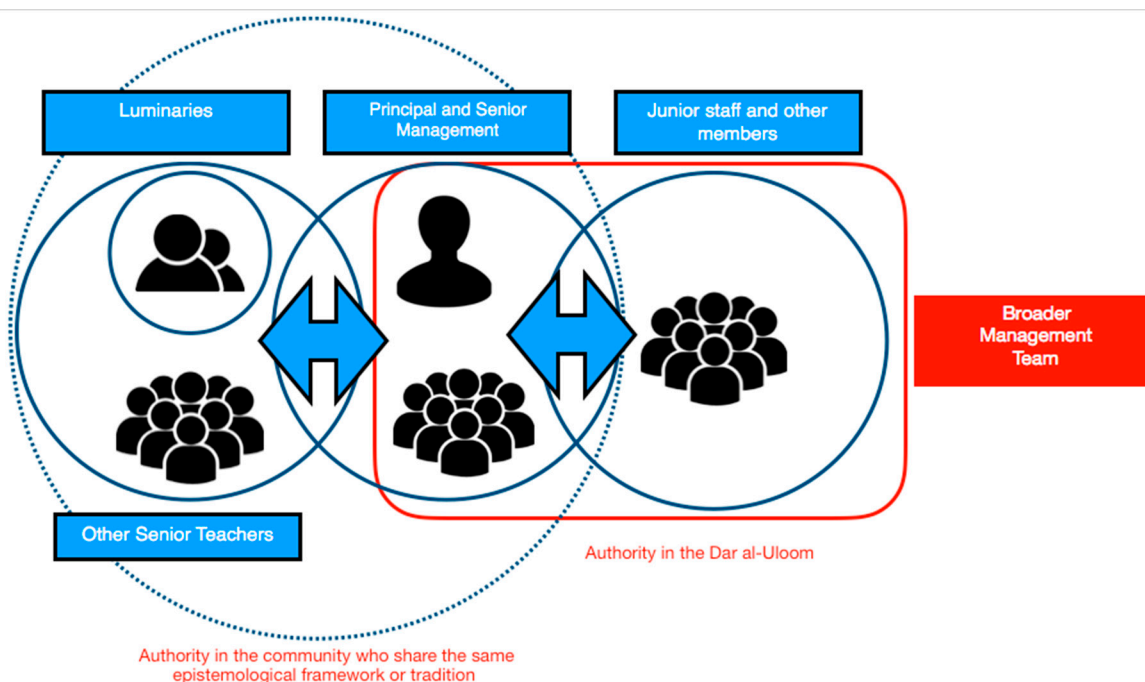 Luminaries
Principal and Senior
Management
Junior staff and other
members
Broader
Management
Team
Other Senior Teachers
Authority in the Dar al-Uloom
Authority in the community who share the same
epistemological framework or tradition